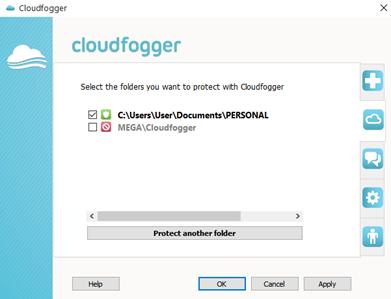 Cloudfogger
cloudfogger
Select the folders you want to protect with Cloudfogger
C:\Users\User\Documents\PERSONAL
MEGA\Cloudfogger
Protect another folder
Help
OK
Cancel
Apply